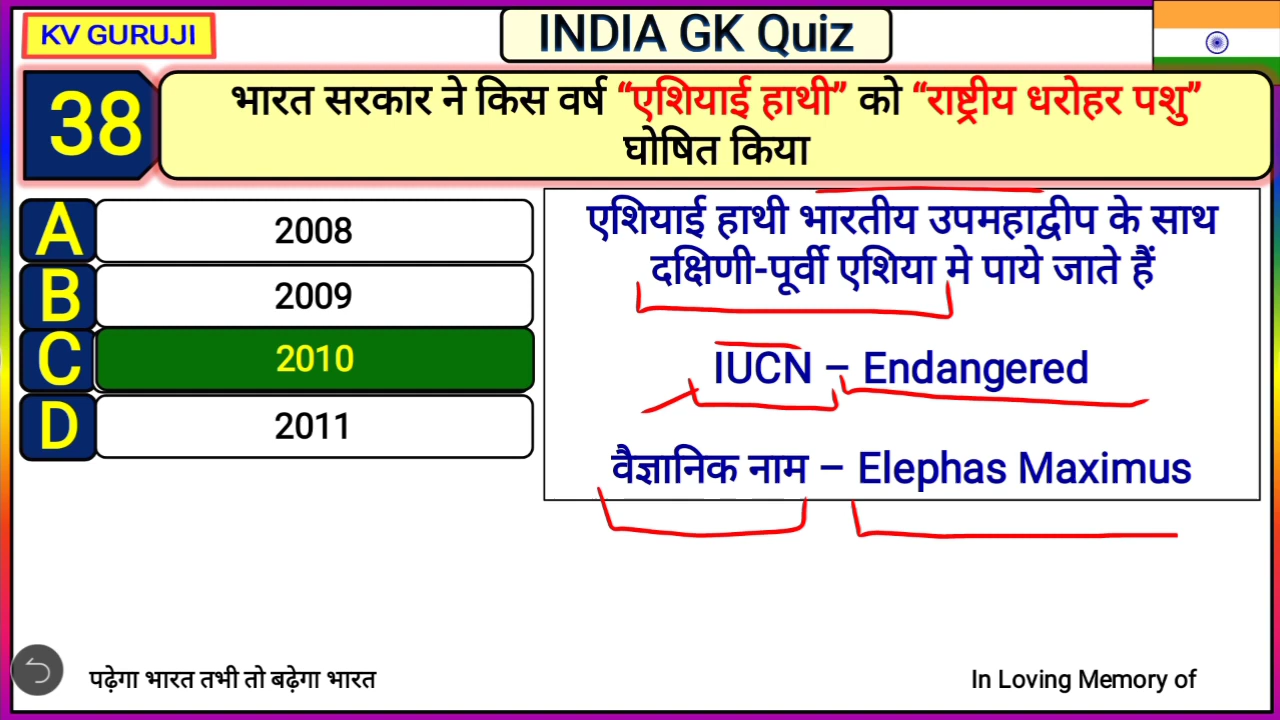 KV GURUJI
INDIA GK Quiz
38
भारत सरकार ने किस वर्ष “एशियाई हाथी” को “राष्ट्रीय धरोहर पशु”
घोषित किया
A
2008
B
2009
C
2010
D
2011
एशियाई हाथी भारतीय उपमहाद्वीप के साथ
दक्षिणी-पूर्वी एशिया मे पाये जाते हैं
IUCN – Endangered
वैज्ञानिक नाम – Elephas Maximus
पढ़ेगा भारत तभी तो बढ़ेगा भारत
In Loving Memory of